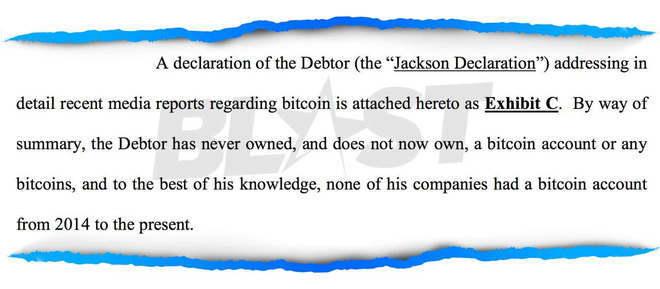 A declaration of the Debtor (the “Jackson Declaration”) addressing in
detail recent media reports regarding bitcoin is attached hereto as Exhibit C. By way of
summary, the Debtor has never owned, and does not now own, a bitcoin account or any
bitcoins, and to the best of his knowledge, none of his companies had a bitcoin account
from 2014 to the present.
BLAST